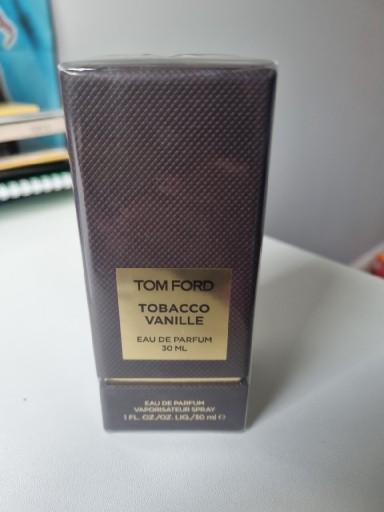 TOM FORD
TOBACCO
VANILLE
EAU DE PARFUM
30 ML
EAU DE PARFUM
VAPORISATEUR SPRAY
1 FL. OZ./OZ. LIQ./30 ml ℮